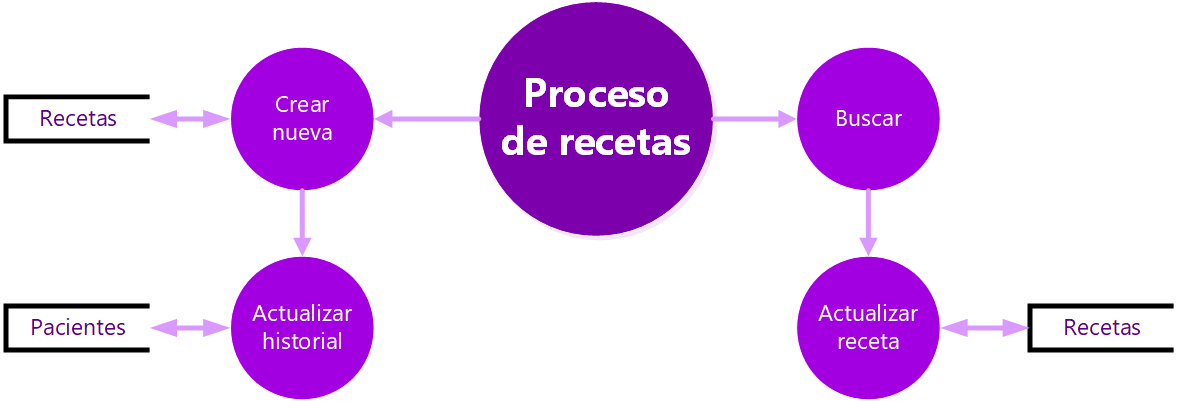 Proceso
de recetas
Recetas
Crear
nueva
Buscar
Pacientes
Actualizar
historial
Actualizar
receta
Recetas